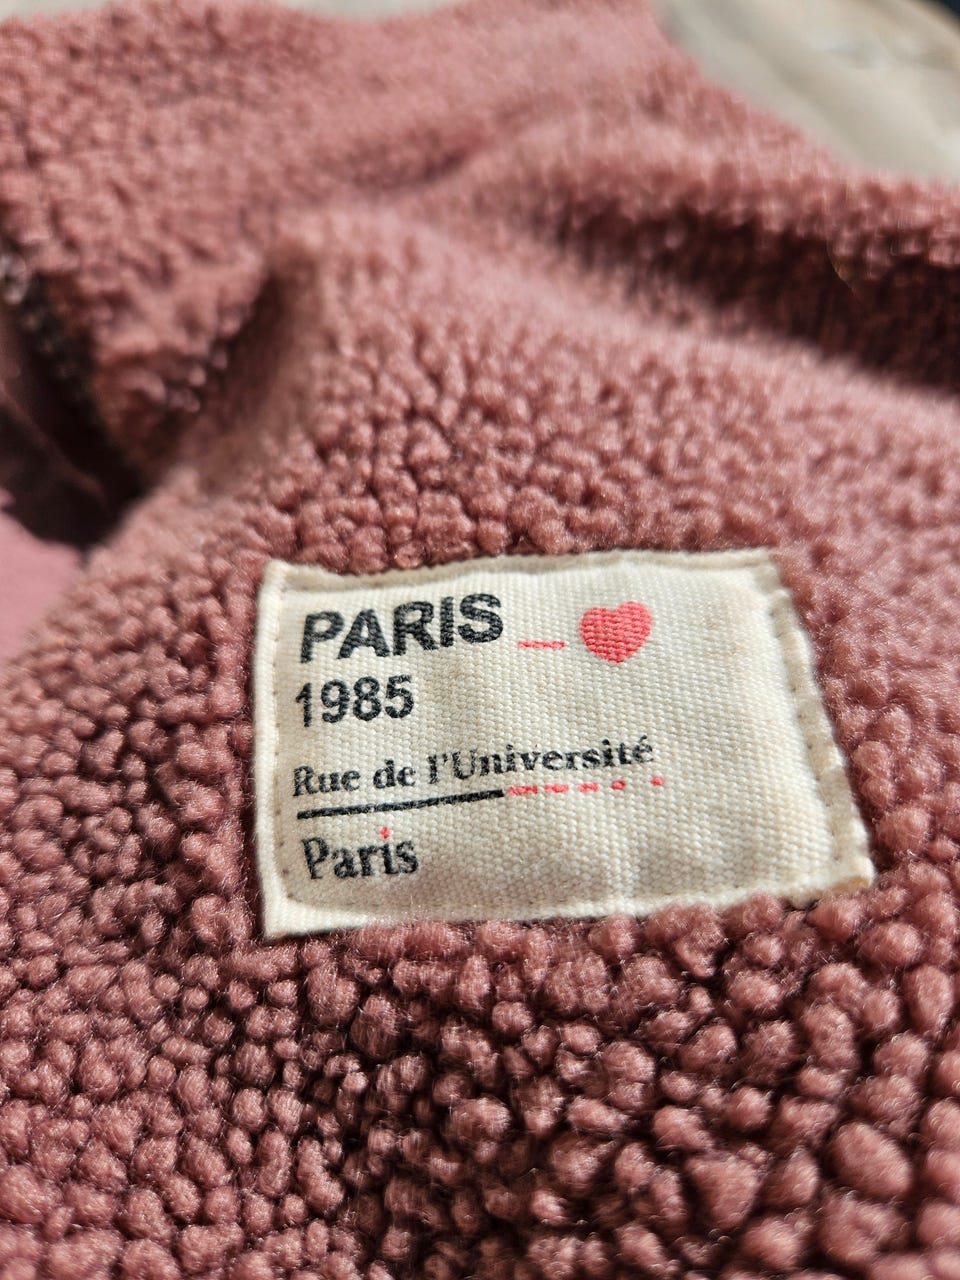 PARIS
1985
Rue de l'Université
Paris